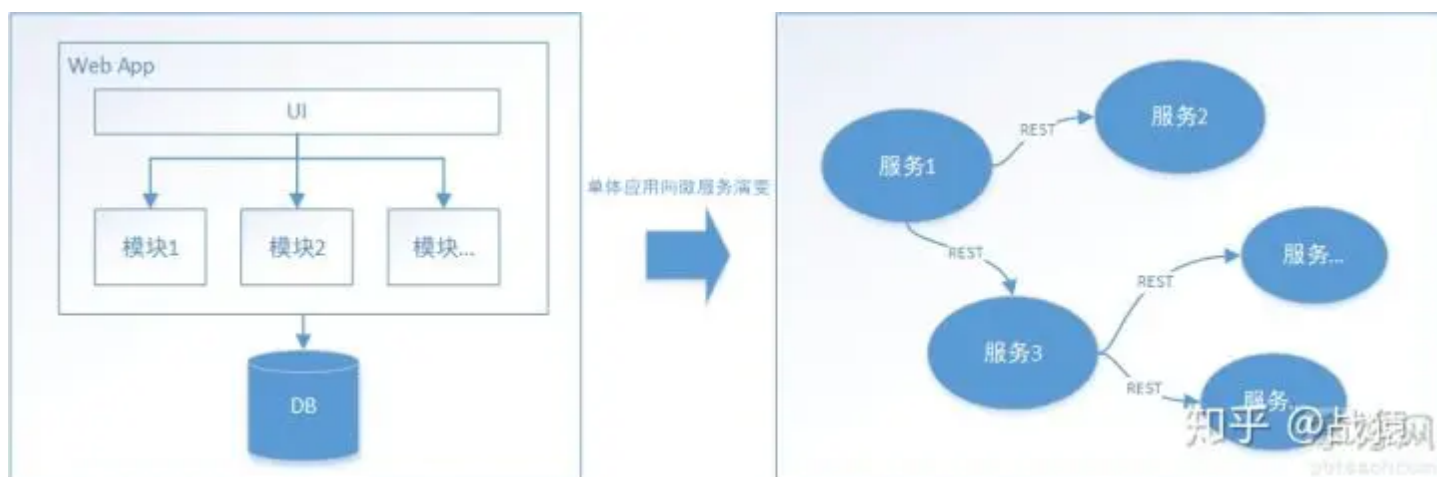 Web App
UI
模块1
模块2
模块...
DB
单体应用向微服务演变
服务1
REST
服务2
REST
服务3
REST
服务...
REST
服务...
知乎 @战狼